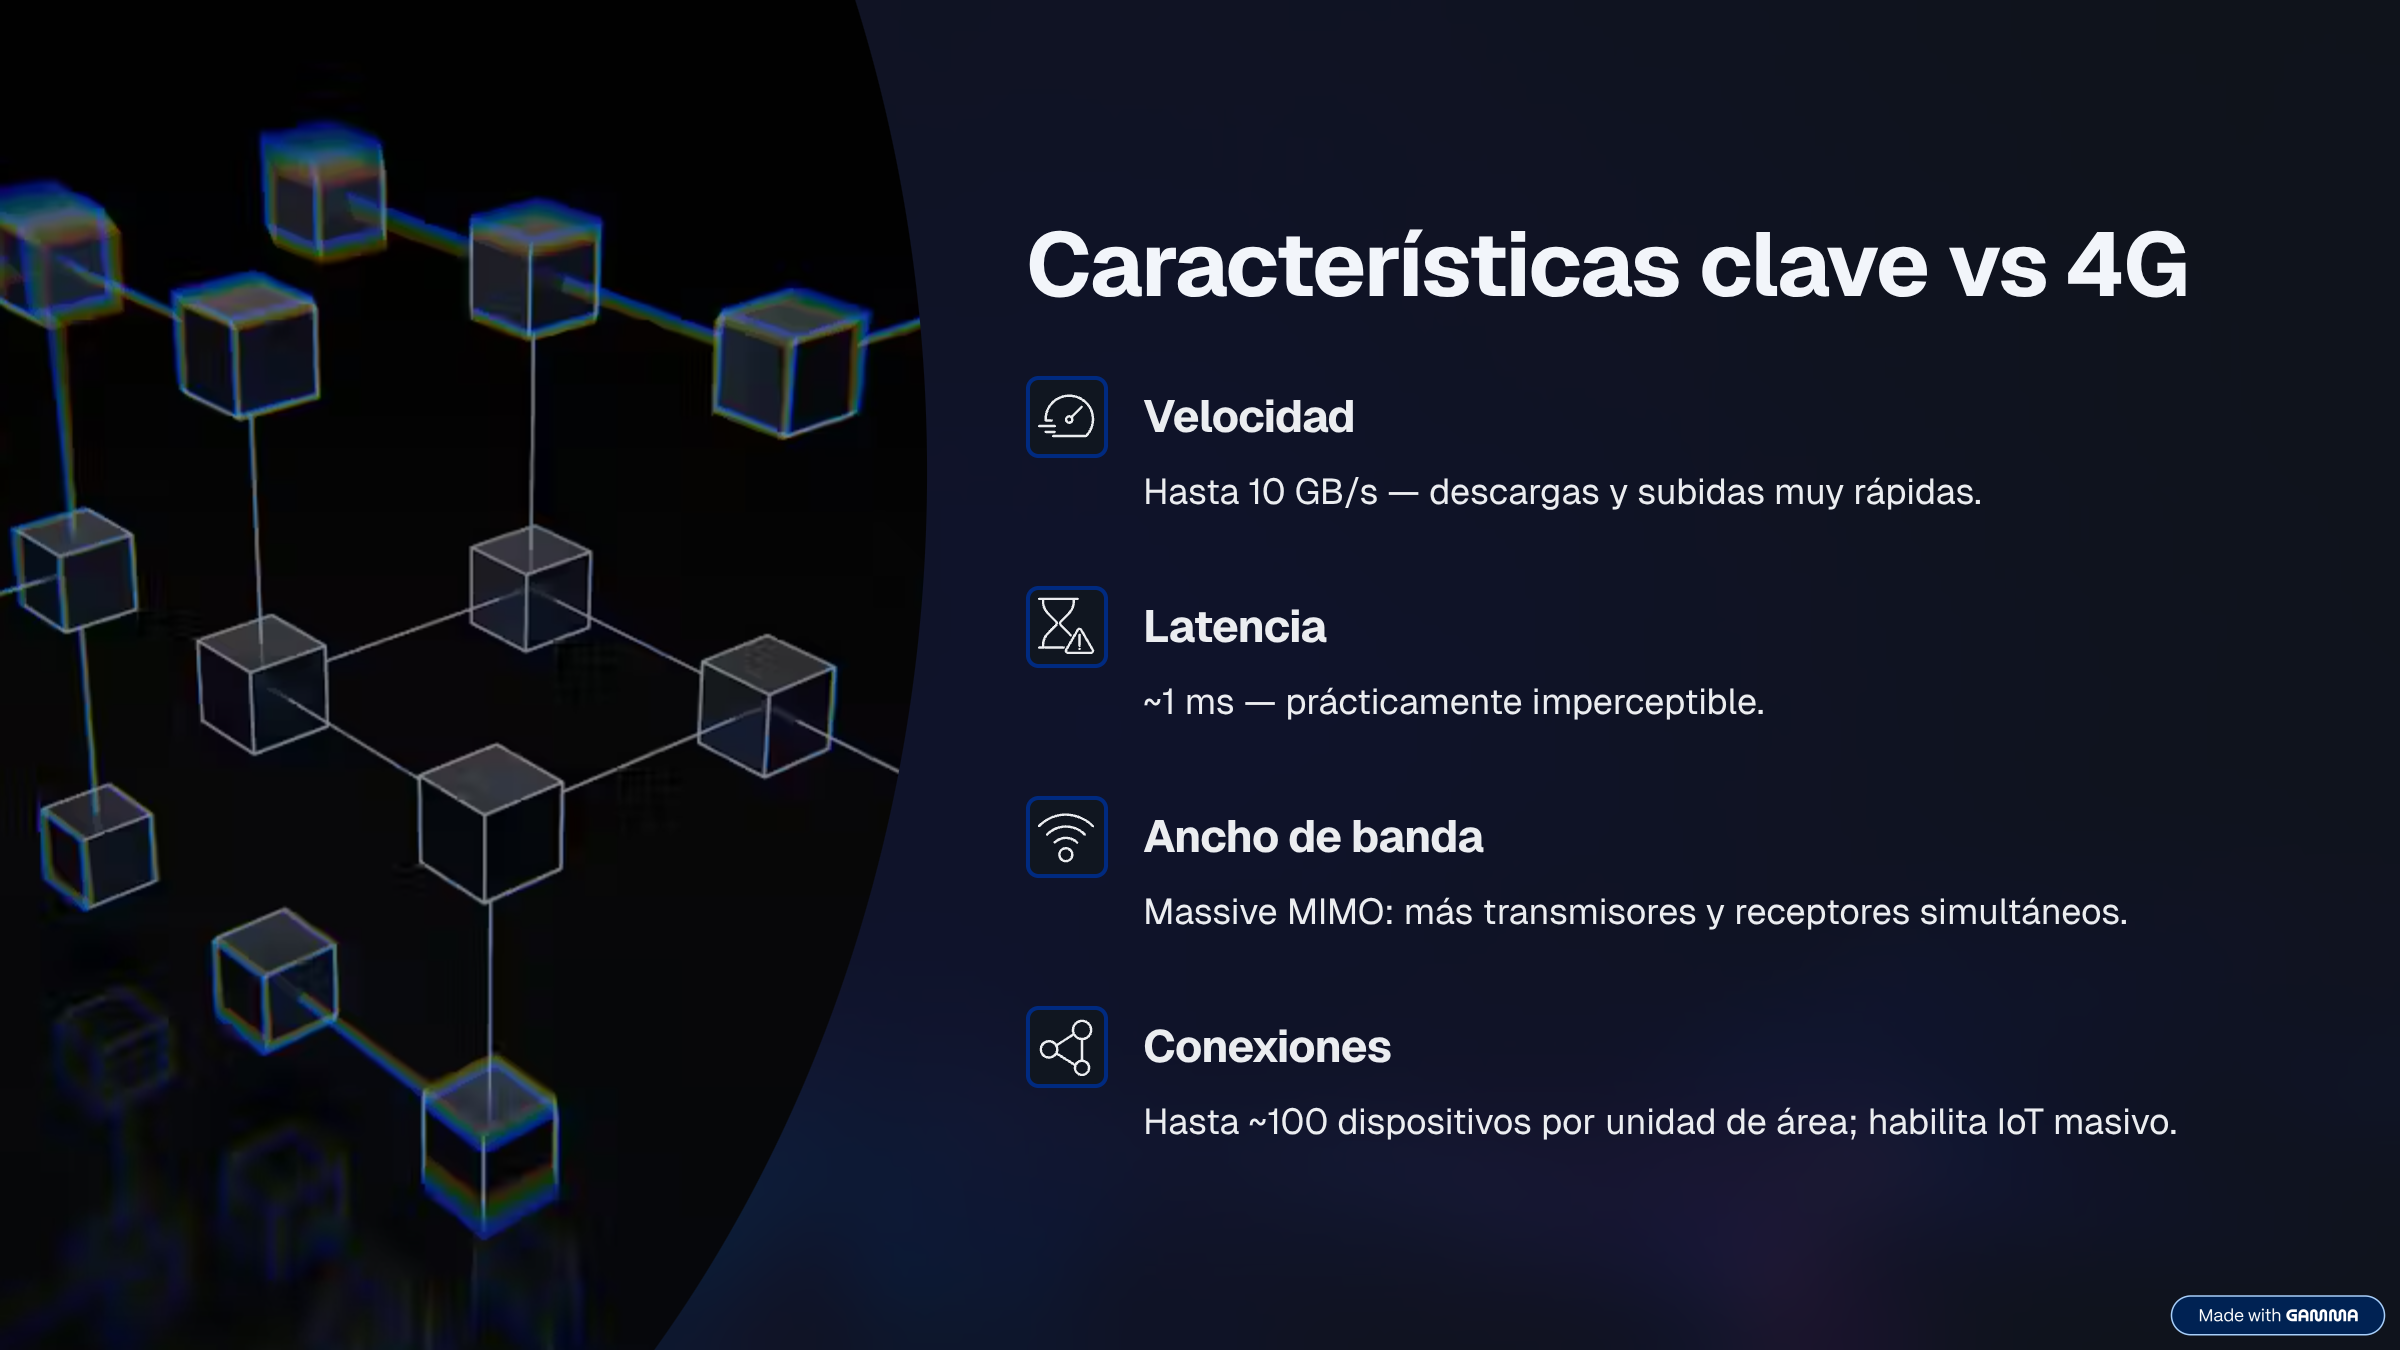 Características clave vs 4G
Velocidad
Hasta 10 GB/s — descargas y subidas muy rápidas.
Latencia
~1 ms — prácticamente imperceptible.
Ancho de banda
Massive MIMO: más transmisores y receptores simultáneos.
Conexiones
Hasta ~100 dispositivos por unidad de área; habilita IoT masivo.
Made with GAMMA